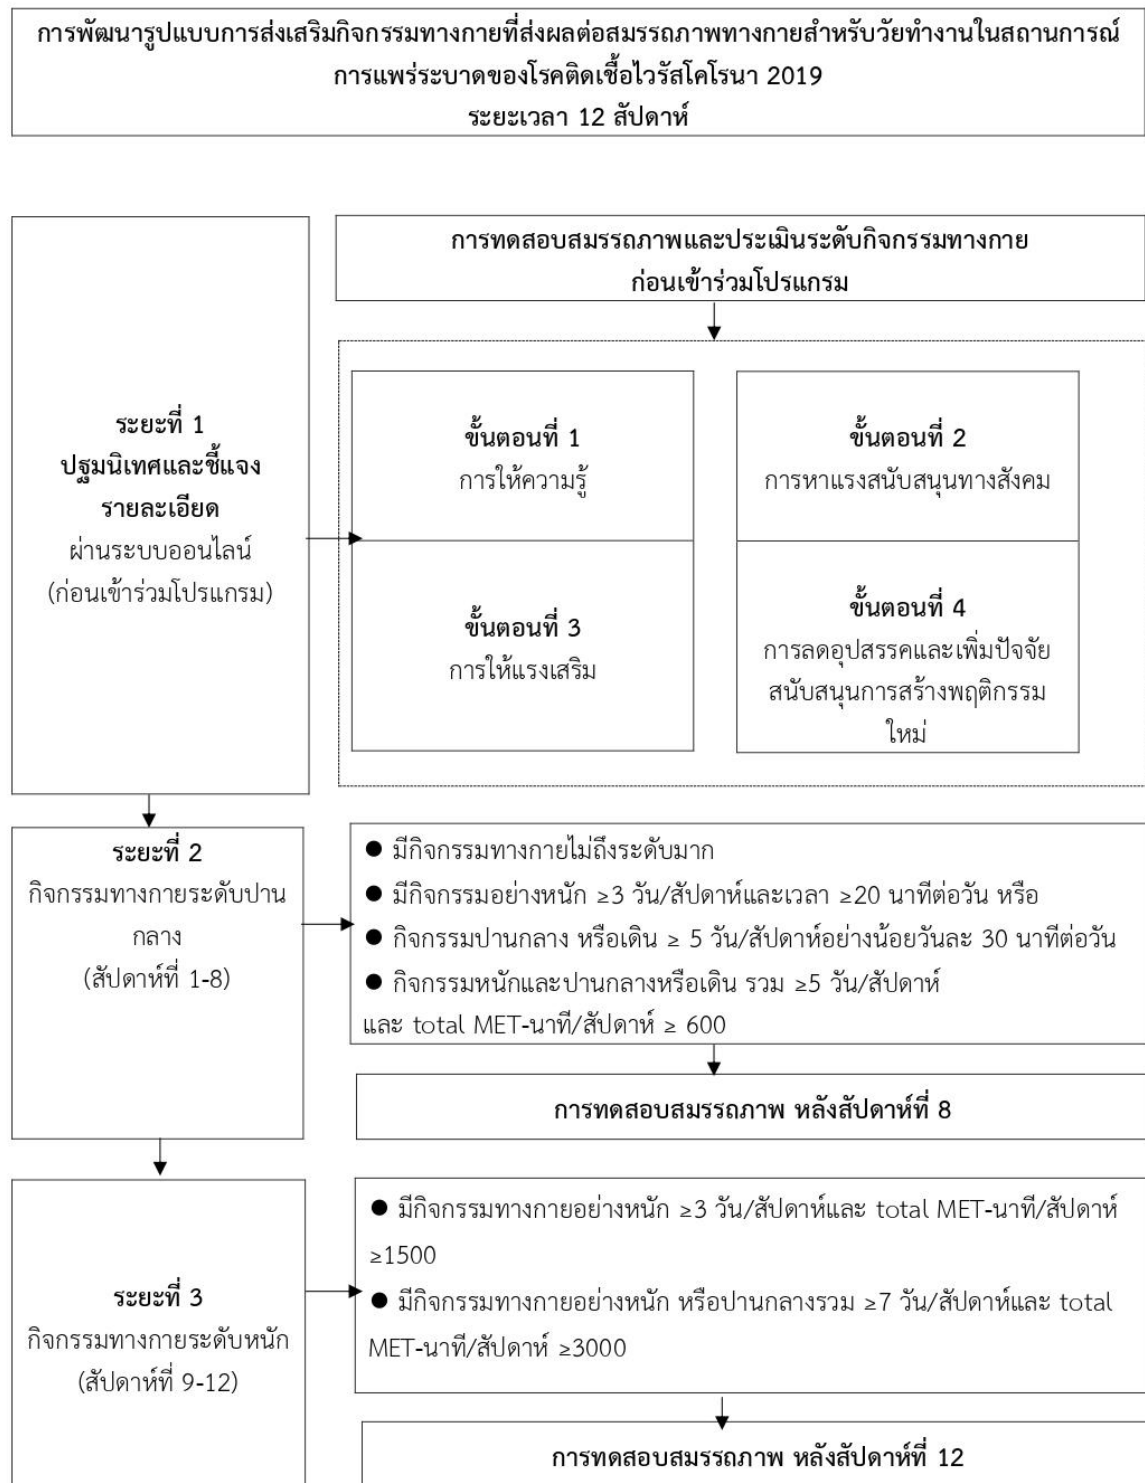 การพัฒนารูปแบบการส่งเสริมกิจกรรมทางกายที่ส่งผลต่อสมรรถภาพทางกายสำหรับวัยทำงานในสถานการณ์
การแพร่ระบาดของโรคติดเชื้อไวรัสโคโรนา 2019
ระยะเวลา 12 สัปดาห์
การทดสอบสมรรถภาพและประเมินระดับกิจกรรมทางกาย
ก่อนเข้าร่วมโปรแกรม
ระยะที่ 1
ปฐมนิเทศและชี้แจง
รายละเอียด
ผ่านระบบออนไลน์
(ก่อนเข้าร่วมโปรแกรม)
ขั้นตอนที่ 1
การให้ความรู้
ขั้นตอนที่ 2
การหาแรงสนับสนุนทางสังคม
ขั้นตอนที่ 3
การให้แรงเสริม
ขั้นตอนที่ 4
การลดอุปสรรคและเพิ่มปัจจัย
สนับสนุนการสร้างพฤติกรรม
ใหม่
ระยะที่ 2
กิจกรรมทางกายระดับปาน
กลาง
(สัปดาห์ที่ 1-8)
● มีกิจกรรมทางกายไม่ถึงระดับมาก
● มีกิจกรรมอย่างหนัก ≥3 วัน/สัปดาห์และเวลา ≥20 นาทีต่อวัน หรือ
● กิจกรรมปานกลาง หรือเดิน ≥ 5 วัน/สัปดาห์อย่างน้อยวันละ 30 นาทีต่อวัน
● กิจกรรมหนักและปานกลางหรือเดิน รวม ≥5 วัน/สัปดาห์
และ total MET-นาที/สัปดาห์ ≥ 600
การทดสอบสมรรถภาพ หลังสัปดาห์ที่ 8
ระยะที่ 3
กิจกรรมทางกายระดับหนัก
(สัปดาห์ที่ 9-12)
● มีกิจกรรมทางกายอย่างหนัก ≥3 วัน/สัปดาห์และ total MET-นาที/สัปดาห์
≥1500
● มีกิจกรรมทางกายอย่างหนัก หรือปานกลางรวม ≥7 วัน/สัปดาห์และ total
MET-นาที/สัปดาห์ ≥3000
การทดสอบสมรรถภาพ หลังสัปดาห์ที่ 12